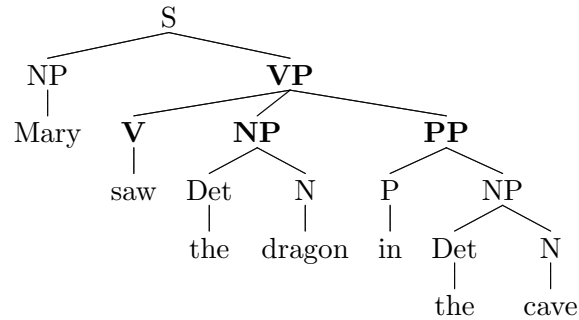 S
NP VP
Mary V NP PP
saw Det N P NP
the dragon in Det N
the cave